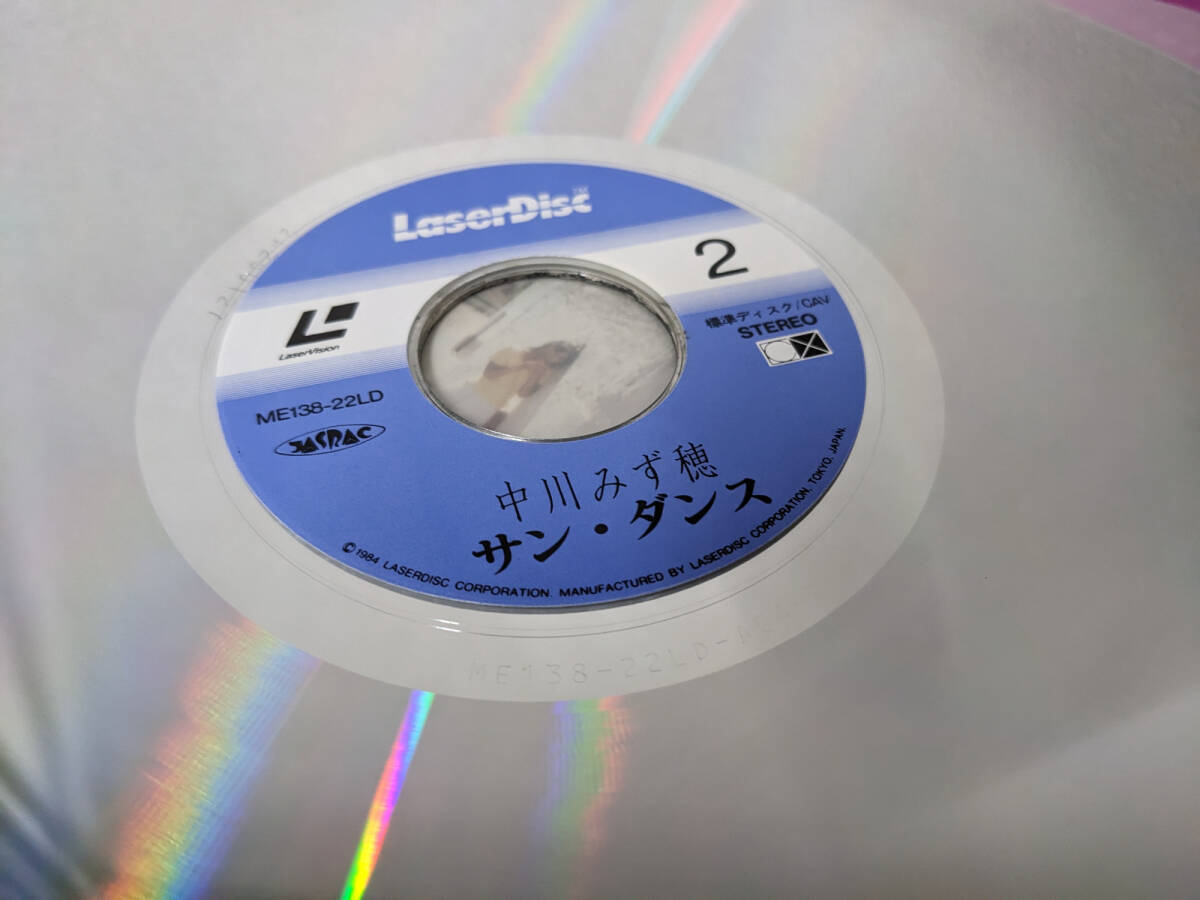 LaserDisc™
2
LaserVision
標準ディスク/CAV
STEREO
ME138-22LD
JASRAC
中川みず穂
サン・ダンス
©1984 LASERDISC CORPORATION. MANUFACTURED BY LASERDISC CORPORATION, TOKYO, JAPAN.
ME138-22LD